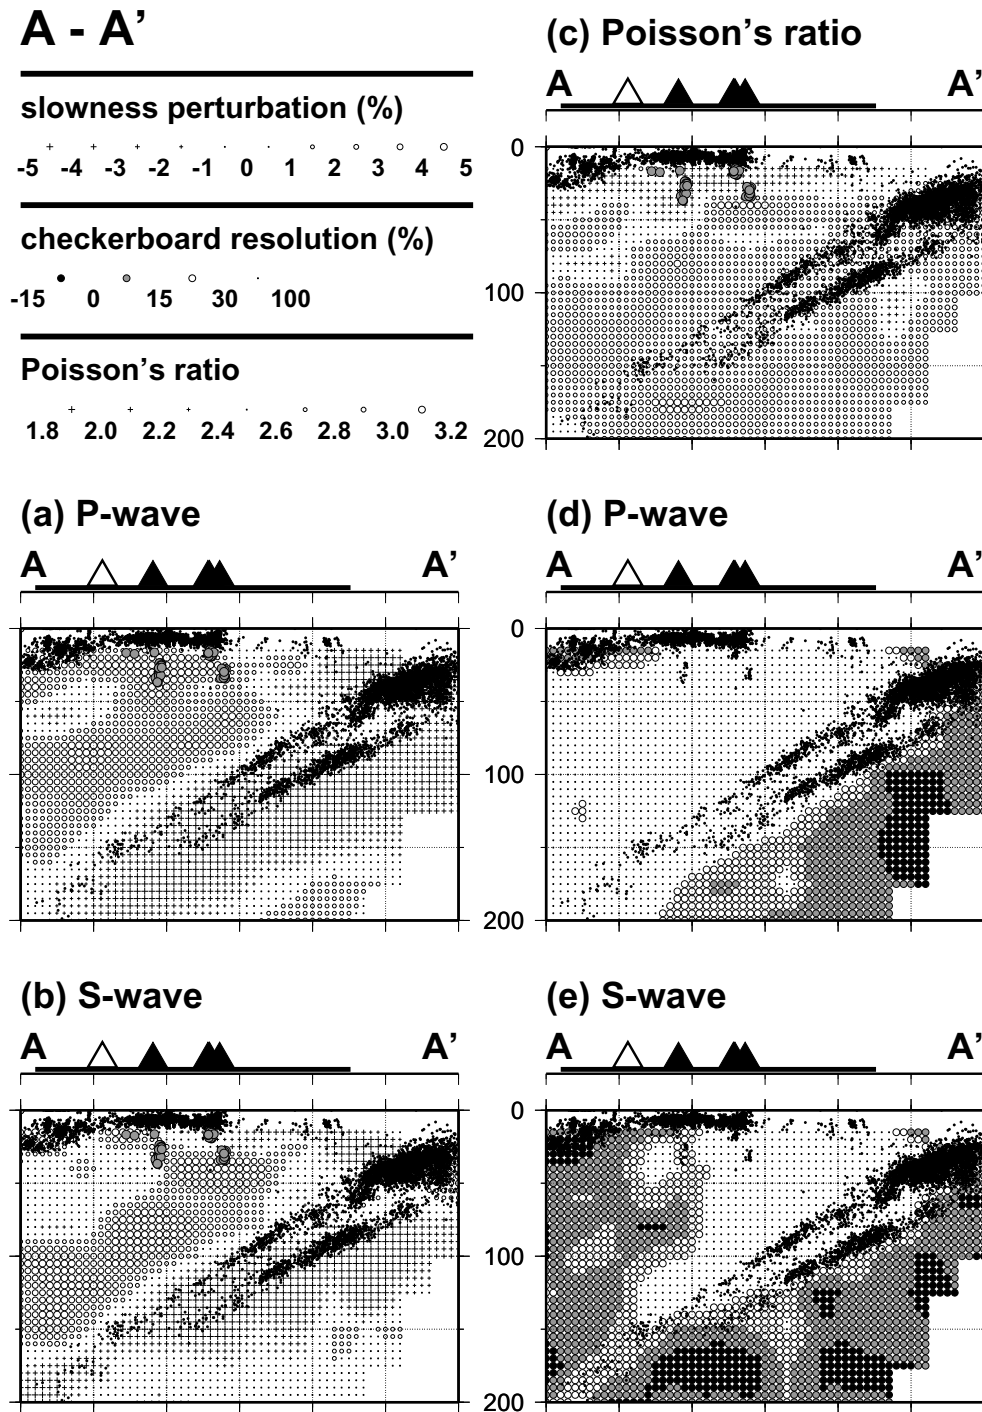 A - A’
slowness perturbation (%)
-5 -4 -3 -2 -1 0 1 2 3 4 5
checkerboard resolution (%)
-15 0 15 30 100
Poisson’s ratio
1.8 2.0 2.2 2.4 2.6 2.8 3.0 3.2
(c) Poisson’s ratio
A A’
0
100
200
(a) P-wave
A A’
(d) P-wave
A A’
0
100
200
(b) S-wave
A A’
(e) S-wave
A A’
0
100
200